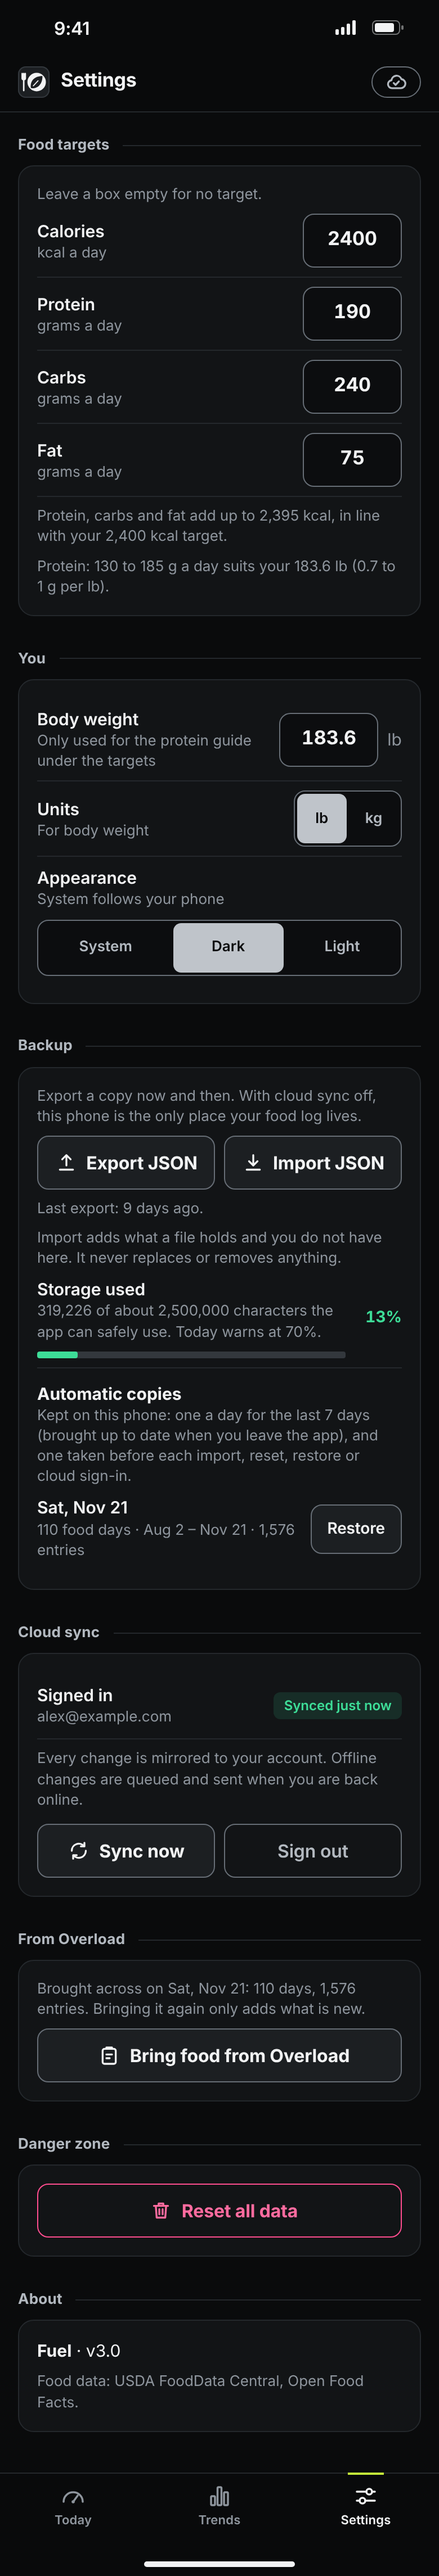 9:41
Settings
Food targets
Leave a box empty for no target.
Calories
kcal a day
2400
Protein
grams a day
190
Carbs
grams a day
240
Fat
grams a day
75
Protein, carbs and fat add up to 2,395 kcal, in line
with your 2,400 kcal target.
Protein: 130 to 185 g a day suits your 183.6 lb (0.7 to
1 g per lb).
You
Body weight
Only used for the protein guide
under the targets
183.6 lb
Units
For body weight
lb kg
Appearance
System follows your phone
System Dark Light
Backup
Export a copy now and then. With cloud sync off,
this phone is the only place your food log lives.
Export JSON Import JSON
Last export: 9 days ago.
Import adds what a file holds and you do not have
here. It never replaces or removes anything.
Storage used
319,226 of about 2,500,000 characters the
app can safely use. Today warns at 70%.
13%
Automatic copies
Kept on this phone: one a day for the last 7 days
(brought up to date when you leave the app), and
one taken before each import, reset, restore or
cloud sign-in.
Sat, Nov 21
110 food days · Aug 2 – Nov 21 · 1,576
entries
Restore
Cloud sync
Signed in
alex@example.com
Synced just now
Every change is mirrored to your account. Offline
changes are queued and sent when you are back
online.
Sync now Sign out
From Overload
Brought across on Sat, Nov 21: 110 days, 1,576
entries. Bringing it again only adds what is new.
Bring food from Overload
Danger zone
Reset all data
About
Fuel · v3.0
Food data: USDA FoodData Central, Open Food
Facts.
Today Trends Settings